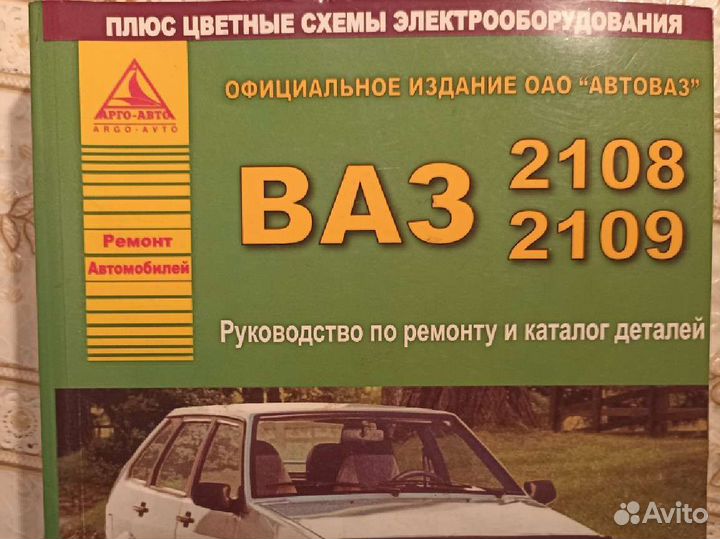 ПЛЮС ЦВЕТНЫЕ СХЕМЫ ЭЛЕКТРООБОРУДОВАНИЯ
АРГО-АВТО
ARGO-AVTO
ОФИЦИАЛЬНОЕ ИЗДАНИЕ ОАО "АВТОВАЗ"
ВАЗ 2108
2109
Ремонт
Автомобилей
Руководство по ремонту и каталог деталей
Avito